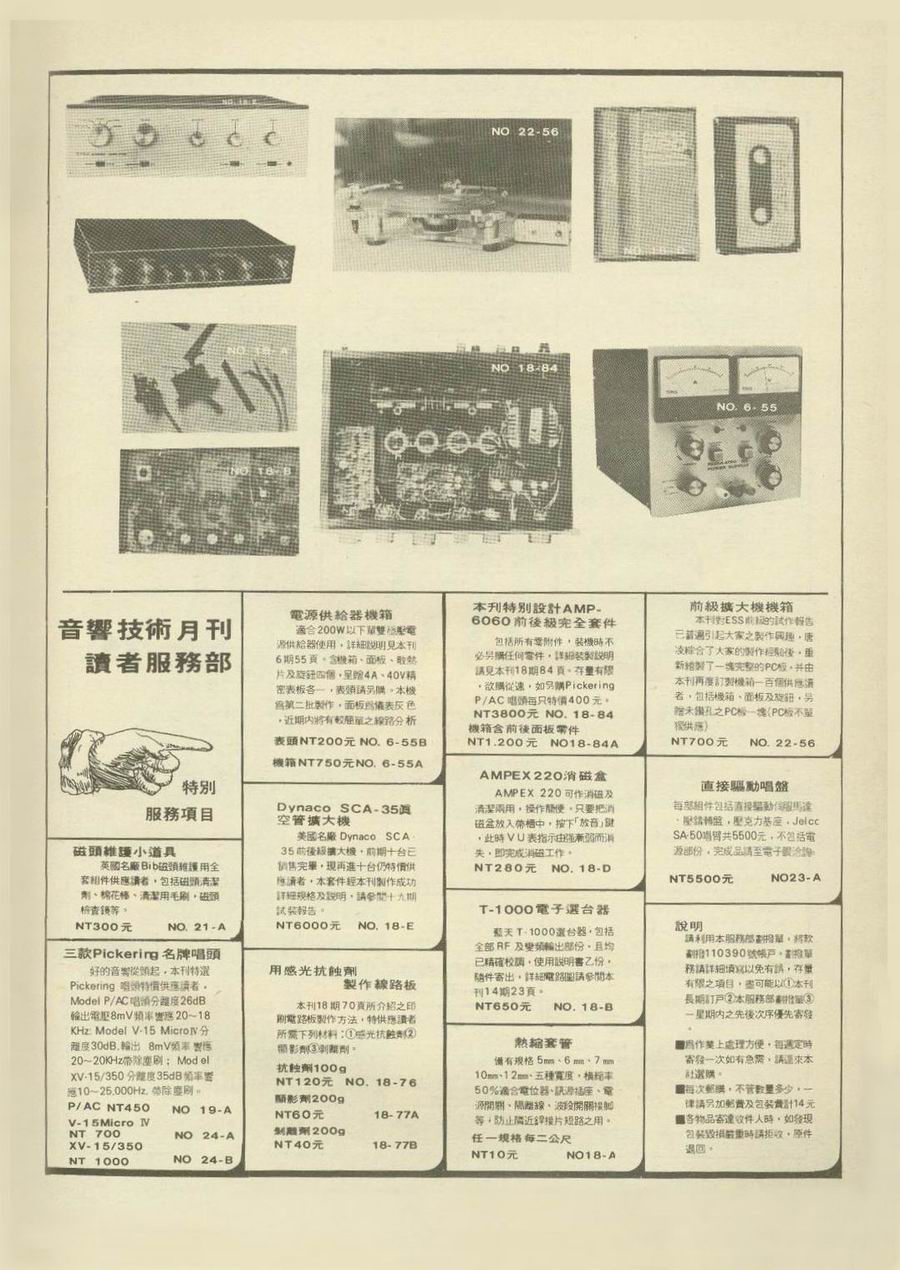 NO. 18-E
NO 22-56
NO 18-A
NO 18-84
NO. 6-55
REGULATED
POWER SUPPLY
NO 18-B
音響技術月刊
讀者服務部
特別
服務項目
磁頭維護小道具
英國名廠Bib磁頭維護用全
套組件供應讀者，包括磁頭清潔
劑、棉花棒、清潔用毛刷，磁頭
檢查鏡等。
NT300元 NO. 21-A
三款Pickering名牌唱頭
好的音響從頭起，本刊特選
Pickering 唱頭特價供應讀者，
Model P/AC唱頭分離度26dB
輸出電壓8mV頻率響應20～18
KHz: Model V-15 MicroⅣ分
離度30dB.輸出 8mV頻率響應
20～20KHz帶除塵刷；Model
XV-15/350分離度35dB頻率響
應10～25,000Hz. 帶除塵刷。
P/AC NT450 NO 19-A
V-15Micro Ⅳ
NT 700 NO 24-A
XV-15/350
NT 1000 NO 24-B
電源供給器機箱
適合200W以下單雙穩壓電
源供給器使用，詳細說明見本刊
6期55頁。含機箱、面板、散熱
片及旋鈕四個，呈贈4A、40V精
密表板各一，表頭請另購。本機
爲第二批製作，面板爲儀表灰色
，近期內將有較簡單之線路分析
表頭NT200元 NO. 6-55B
機箱NT750元NO. 6-55A
Dynaco SCA-35眞
空管擴大機
美國名廠 Dynaco SCA-
35前後級擴大機，前期十台已
銷售完畢，現再進十台仍特價供
應讀者，本套件經本刊製作成功
詳細規格及說明，請參閱十九期
試裝報告。
NT6000元 NO. 18-E
用感光抗蝕劑
製作線路板
本刊18期70頁所介紹之印
刷電路板製作方法，特供應讀者
所需下列材料：①感光抗蝕劑②
顯影劑③剝離劑。
抗蝕劑100g
NT120元 NO. 18-76
顯影劑200g
NT60元 18-77A
剝離劑200g
NT40元 18-77B
本刊特別設計AMP-
6060前後級完全套件
包括所有零附件，裝機時不
必另購任何零件，詳細裝製說明
請見本刊18期84頁。存量有限
，欲購從速，如另購Pickering
P/AC唱頭每只特價400元。
NT3800元 NO. 18-84
機箱含前後面板零件
NT1.200元 NO18-84A
AMPEX220消磁盒
AMPEX 220可作消磁及
清潔兩用，操作簡便，只要把消
磁盒放入帶槽中，按下「放音」鍵
，此時VU表指示由強漸弱而消
失，即完成消磁工作。
NT280元 NO. 18-D
T-1000電子選台器
藍天T-1000選台器，包括
全部RF及變頻輸出部份，且均
已精確校調，使用說明書乙份，
隨件寄出，詳細電路圖請參閱本
刊14期23頁。
NT650元 NO. 18-B
熱縮套管
備有規格5mm、6mm、7mm
10mm、12mm、五種寬度，橫縮率
50%適合電位器、訊源插座、電
源開關、隔離線、波段開關接脚
等，防止隣近銲接片短路之用。
任一規格每二公尺
NT10元 NO18-A
前級擴大機機箱
本刊對ESS前級的試作報告
已普遍引起大家之製作興趣，唐
凌綜合了大家的製作經驗後，重
新繪製了一塊完整的PC板，并由
本刊再度訂製機箱一百個供應讀
者，包括機箱、面板及旋鈕，另
贈未鑽孔之PC板一塊(PC板不單
獨供應)
NT700元 NO. 22-56
直接驅動唱盤
每部組件包括直接驅動伺服馬達
、壓鑄轉盤，壓克力基座，Jelco
SA-50唱臂共5500元，不包括電
源部份，完成品請至電子眼洽詢。
NT5500元 NO23-A
說明
請利用本服務部劃撥單，將款
劃撥110390號帳戶。劃撥單
務請詳細填寫以免有誤，存量
有限之項目，盡可能以①本刊
長期訂戶②本服務部劃撥單③
一星期內之先後次序優先寄發
。
■爲作業上處理方便，每週定時
寄發一次如有急需，請逕來本
社選購。
■每次郵購，不管數量多少，一
律請另加郵費及包裝費計14元
■各物品寄達收件人時，如發現
包裝毀損嚴重時請拒收，原件
退回。